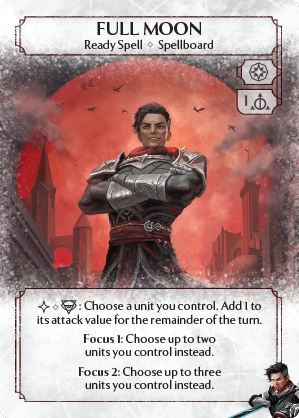 FULL MOON
Ready Spell ◇ Spellboard
1
: Choose a unit you control. Add 1 to
its attack value for the remainder of the turn.
Focus 1: Choose up to two
units you control instead.
Focus 2: Choose up to three
units you control instead.